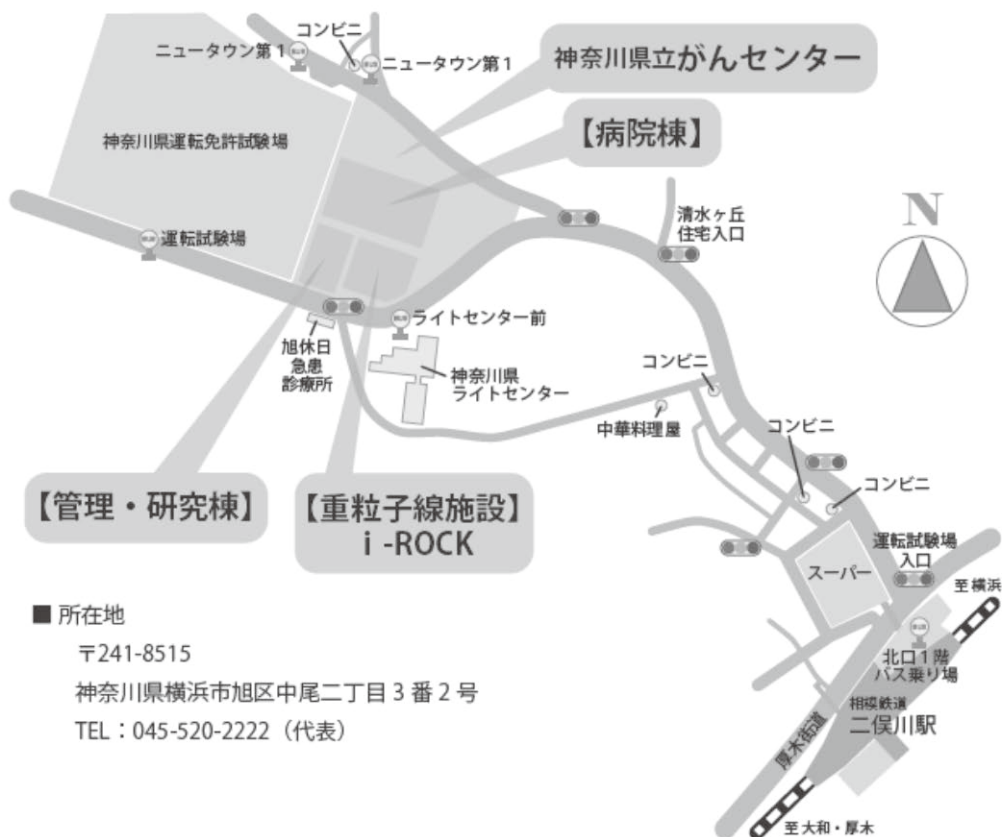 コンビニ
ニュータウン第1
ニュータウン第1
神奈川県立がんセンター
【病院棟】
神奈川県運転免許試験場
運転試験場
清水ヶ丘
住宅入口
N
ライトセンター前
旭休日
急患
診療所
神奈川県
ライトセンター
コンビニ
中華料理屋
コンビニ
コンビニ
【管理・研究棟】
【重粒子線施設】
i -ROCK
運転試験場
入口
スーパー
至横浜
北口1階
バス乗り場
相模鉄道
二俣川駅
厚木街道
至大和・厚木
■ 所在地
〒241-8515
神奈川県横浜市旭区中尾二丁目3番2号
TEL：045-520-2222（代表）